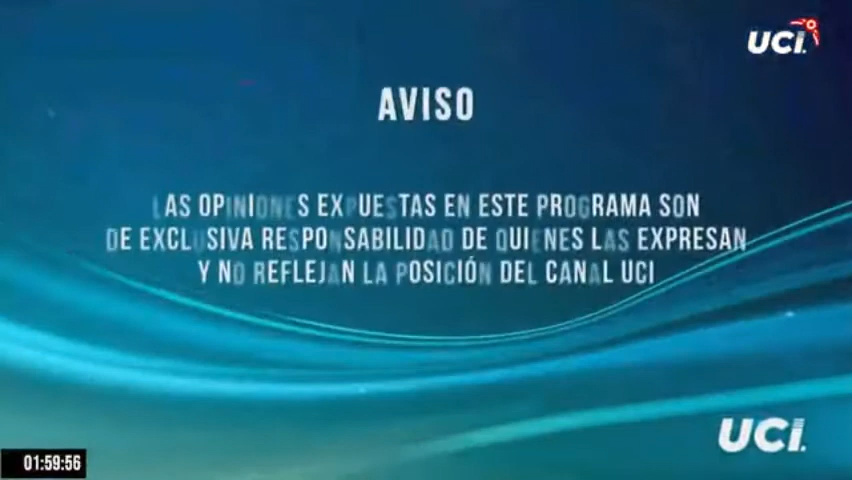 UCI.
AVISO
LAS OPINIONES EXPUESTAS EN ESTE PROGRAMA SON
DE EXCLUSIVA RESPONSABILIDAD DE QUIENES LAS EXPRESAN
Y NO REFLEJAN LA POSICIÓN DEL CANAL UCI
UCI.
01:59:56